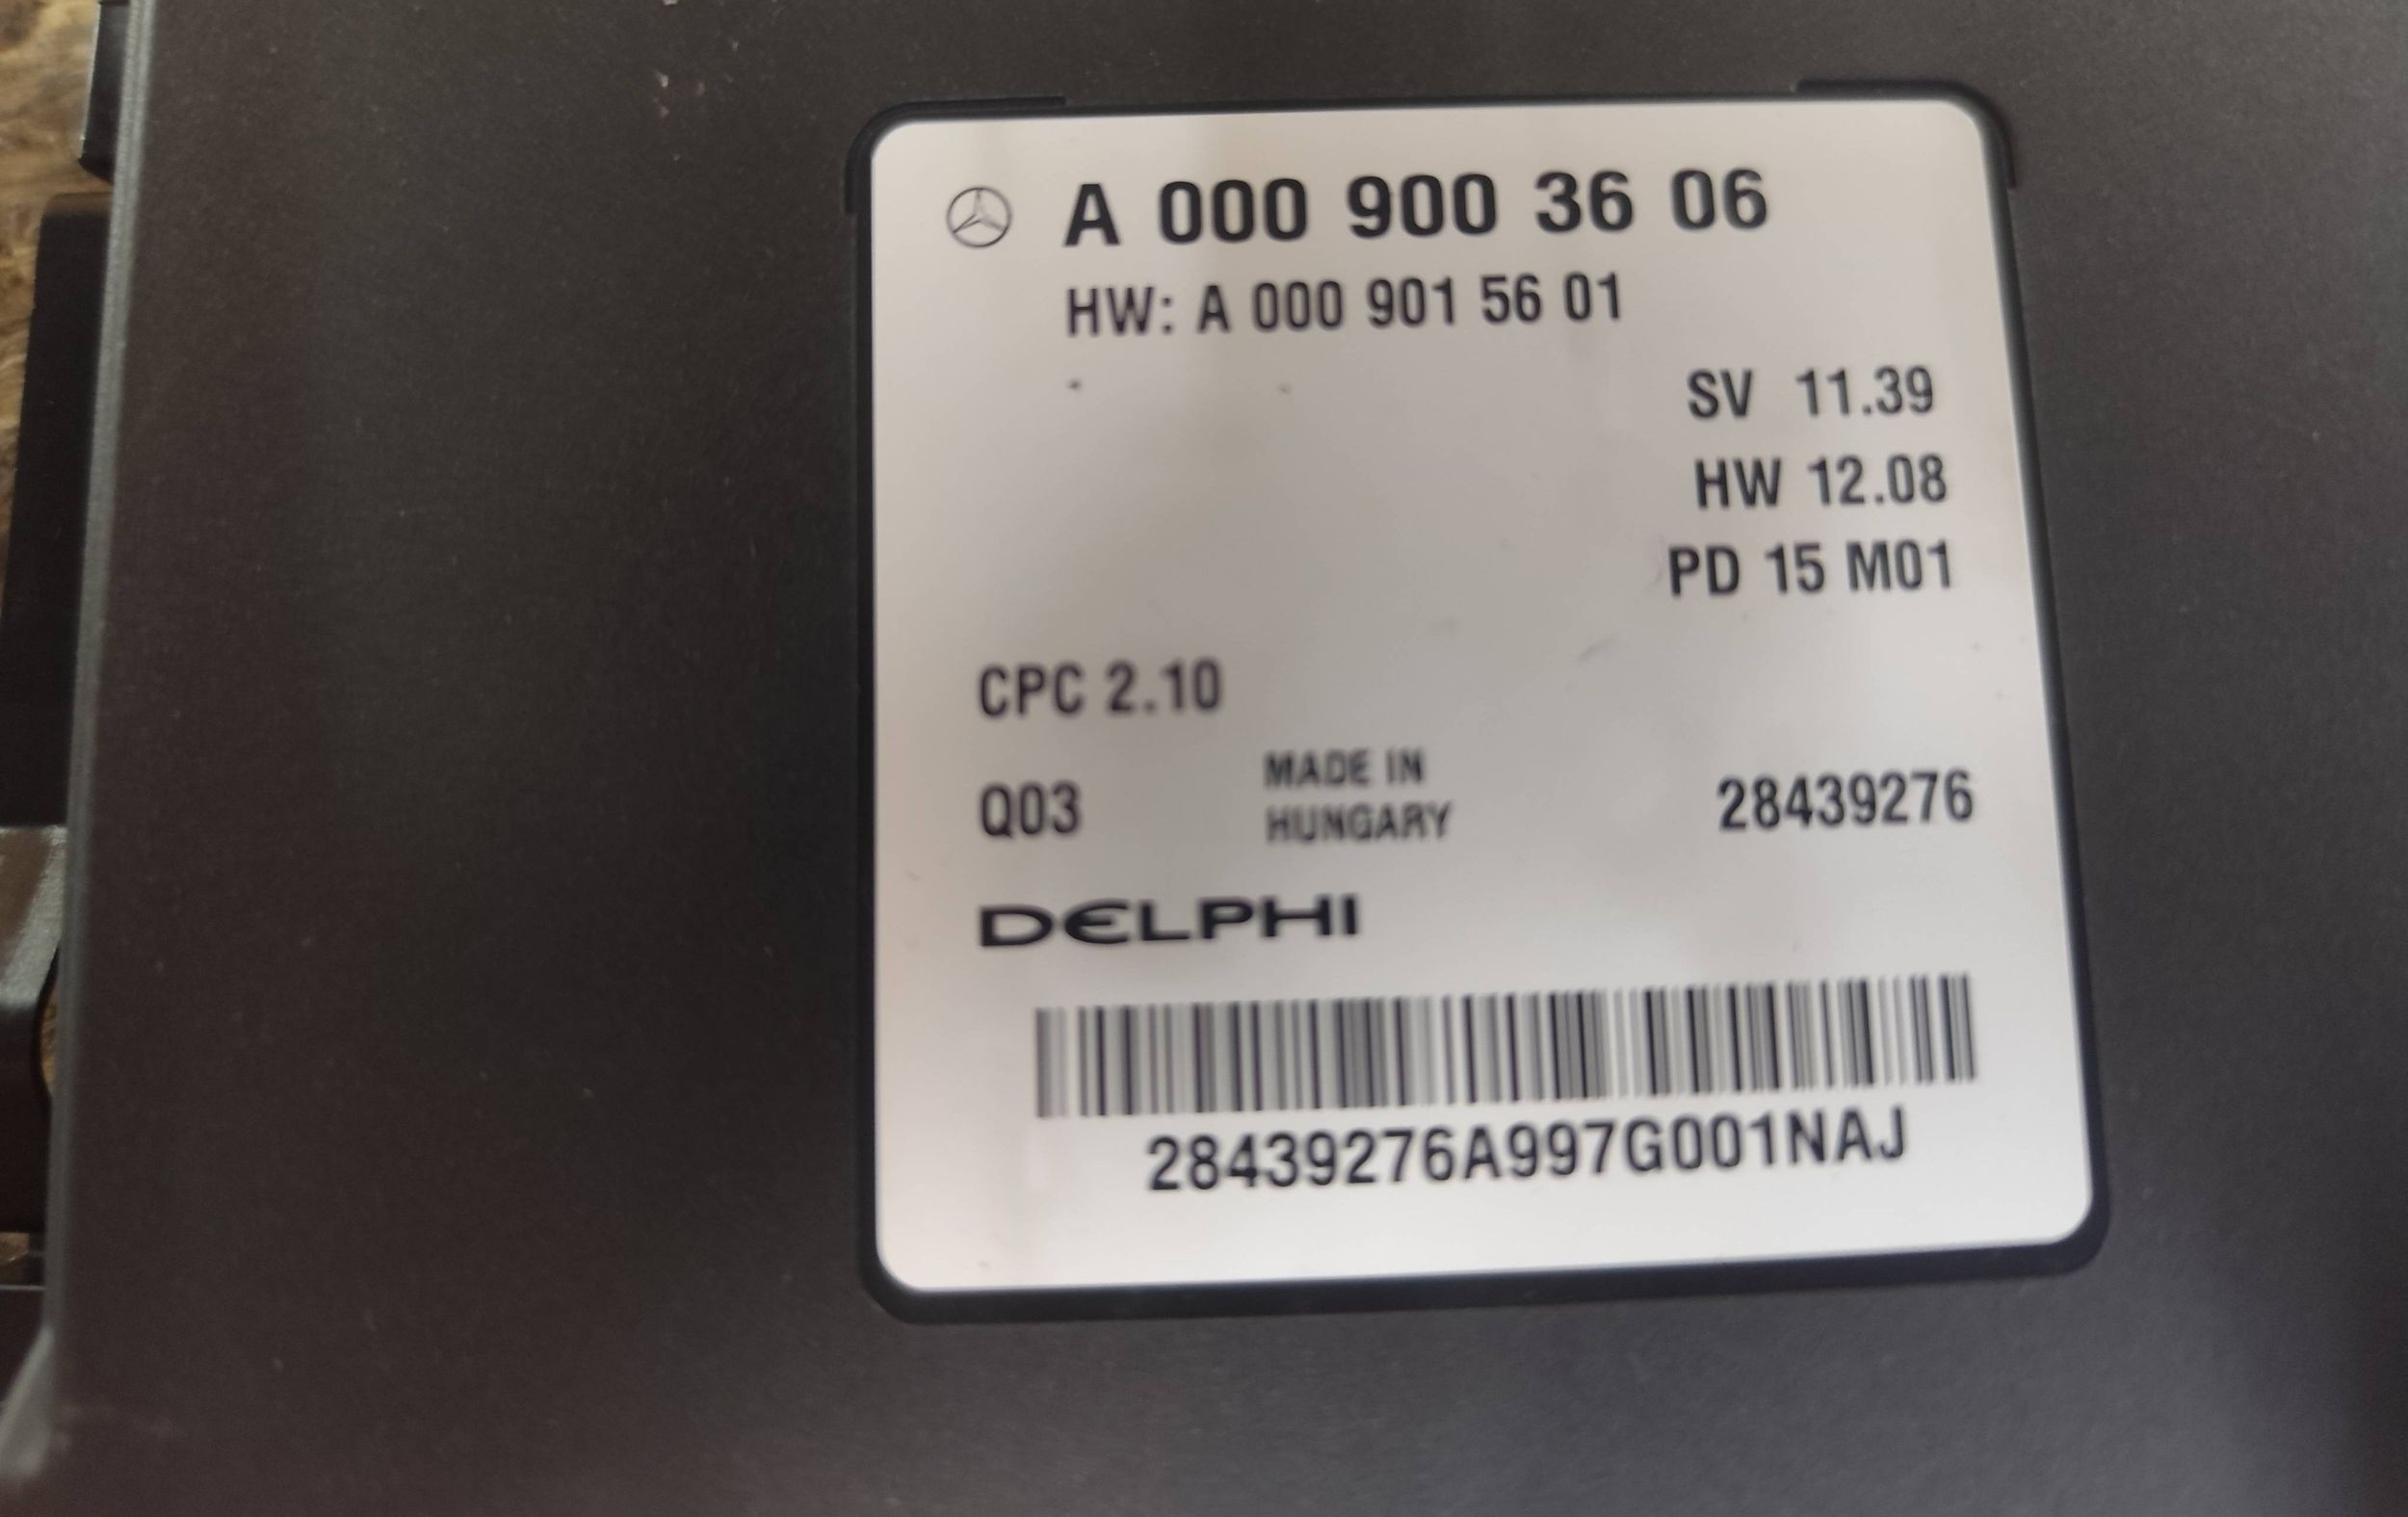 A 000 900 36 06
HW: A 000 901 56 01
SV 11.39
HW 12.08
PD 15 M01
CPC 2.10
Q03
MADE IN
HUNGARY
28439276
DELPHI
28439276A997G001NAJ